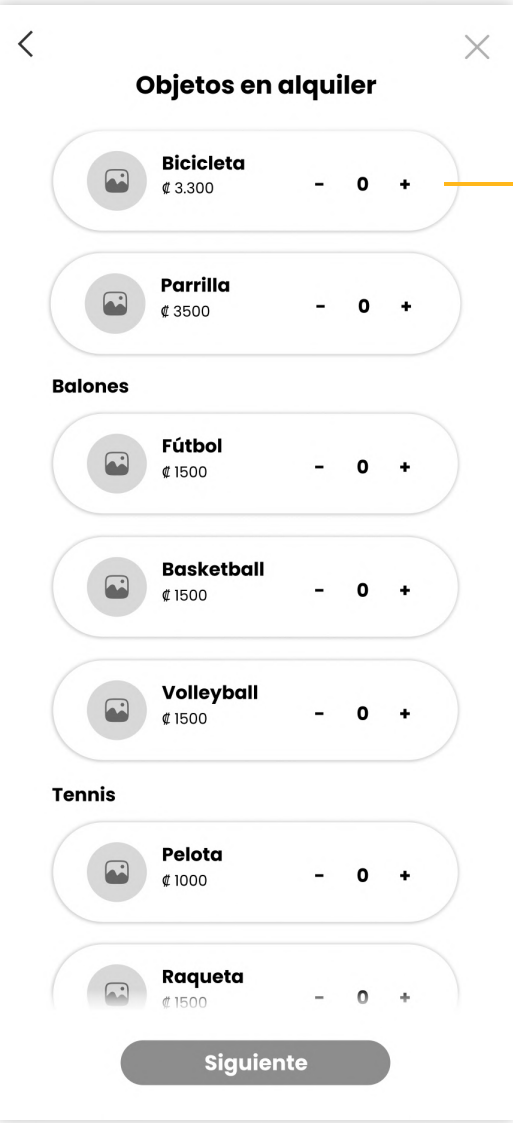 Objetos en alquiler
Bicicleta
₡ 3.300
- 0 +
Parrilla
₡ 3500
- 0 +
Balones
Fútbol
₡ 1500
- 0 +
Basketball
₡ 1500
- 0 +
Volleyball
₡ 1500
- 0 +
Tennis
Pelota
₡ 1000
- 0 +
Raqueta
₡ 1500
- 0 +
Siguiente